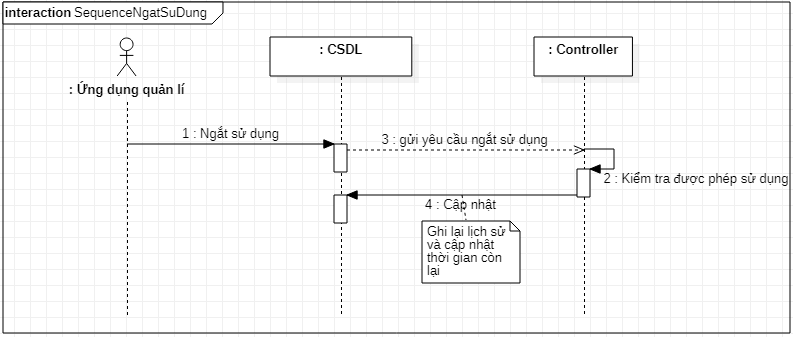 interaction SequenceNgatSuDung
: CSDL
: Controller
: Ứng dụng quản lí
1 : Ngắt sử dụng
3 : gửi yêu cầu ngắt sử dụng
2 : Kiểm tra được phép sử dụng
4 : Cập nhật
Ghi lại lịch sử
và cập nhật
thời gian còn
lại